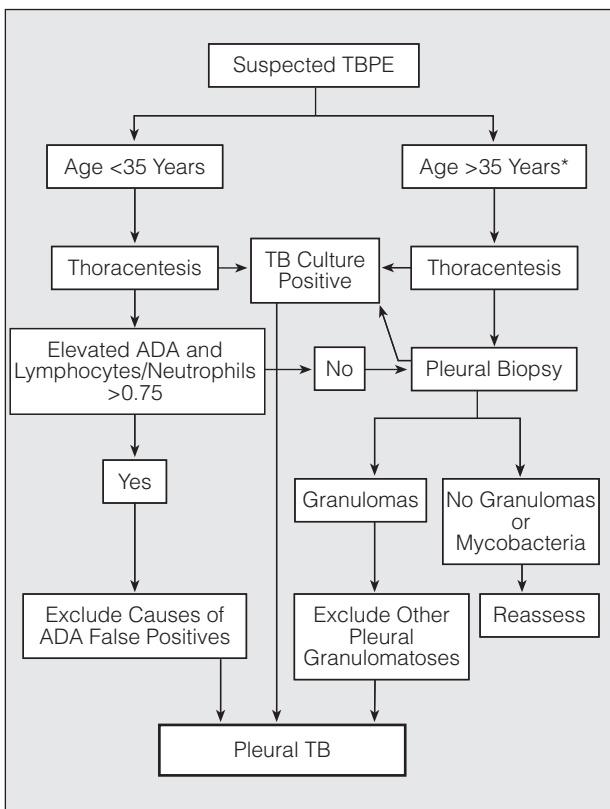 Suspected TBPE
Age <35 Years
Age >35 Years*
Thoracentesis
TB Culture
Positive
Thoracentesis
Elevated ADA and
Lymphocytes/Neutrophils
>0.75
No
Pleural Biopsy
Yes
Granulomas
No Granulomas
or
Mycobacteria
Exclude Causes of
ADA False Positives
Exclude Other
Pleural
Granulomatoses
Reassess
Pleural TB